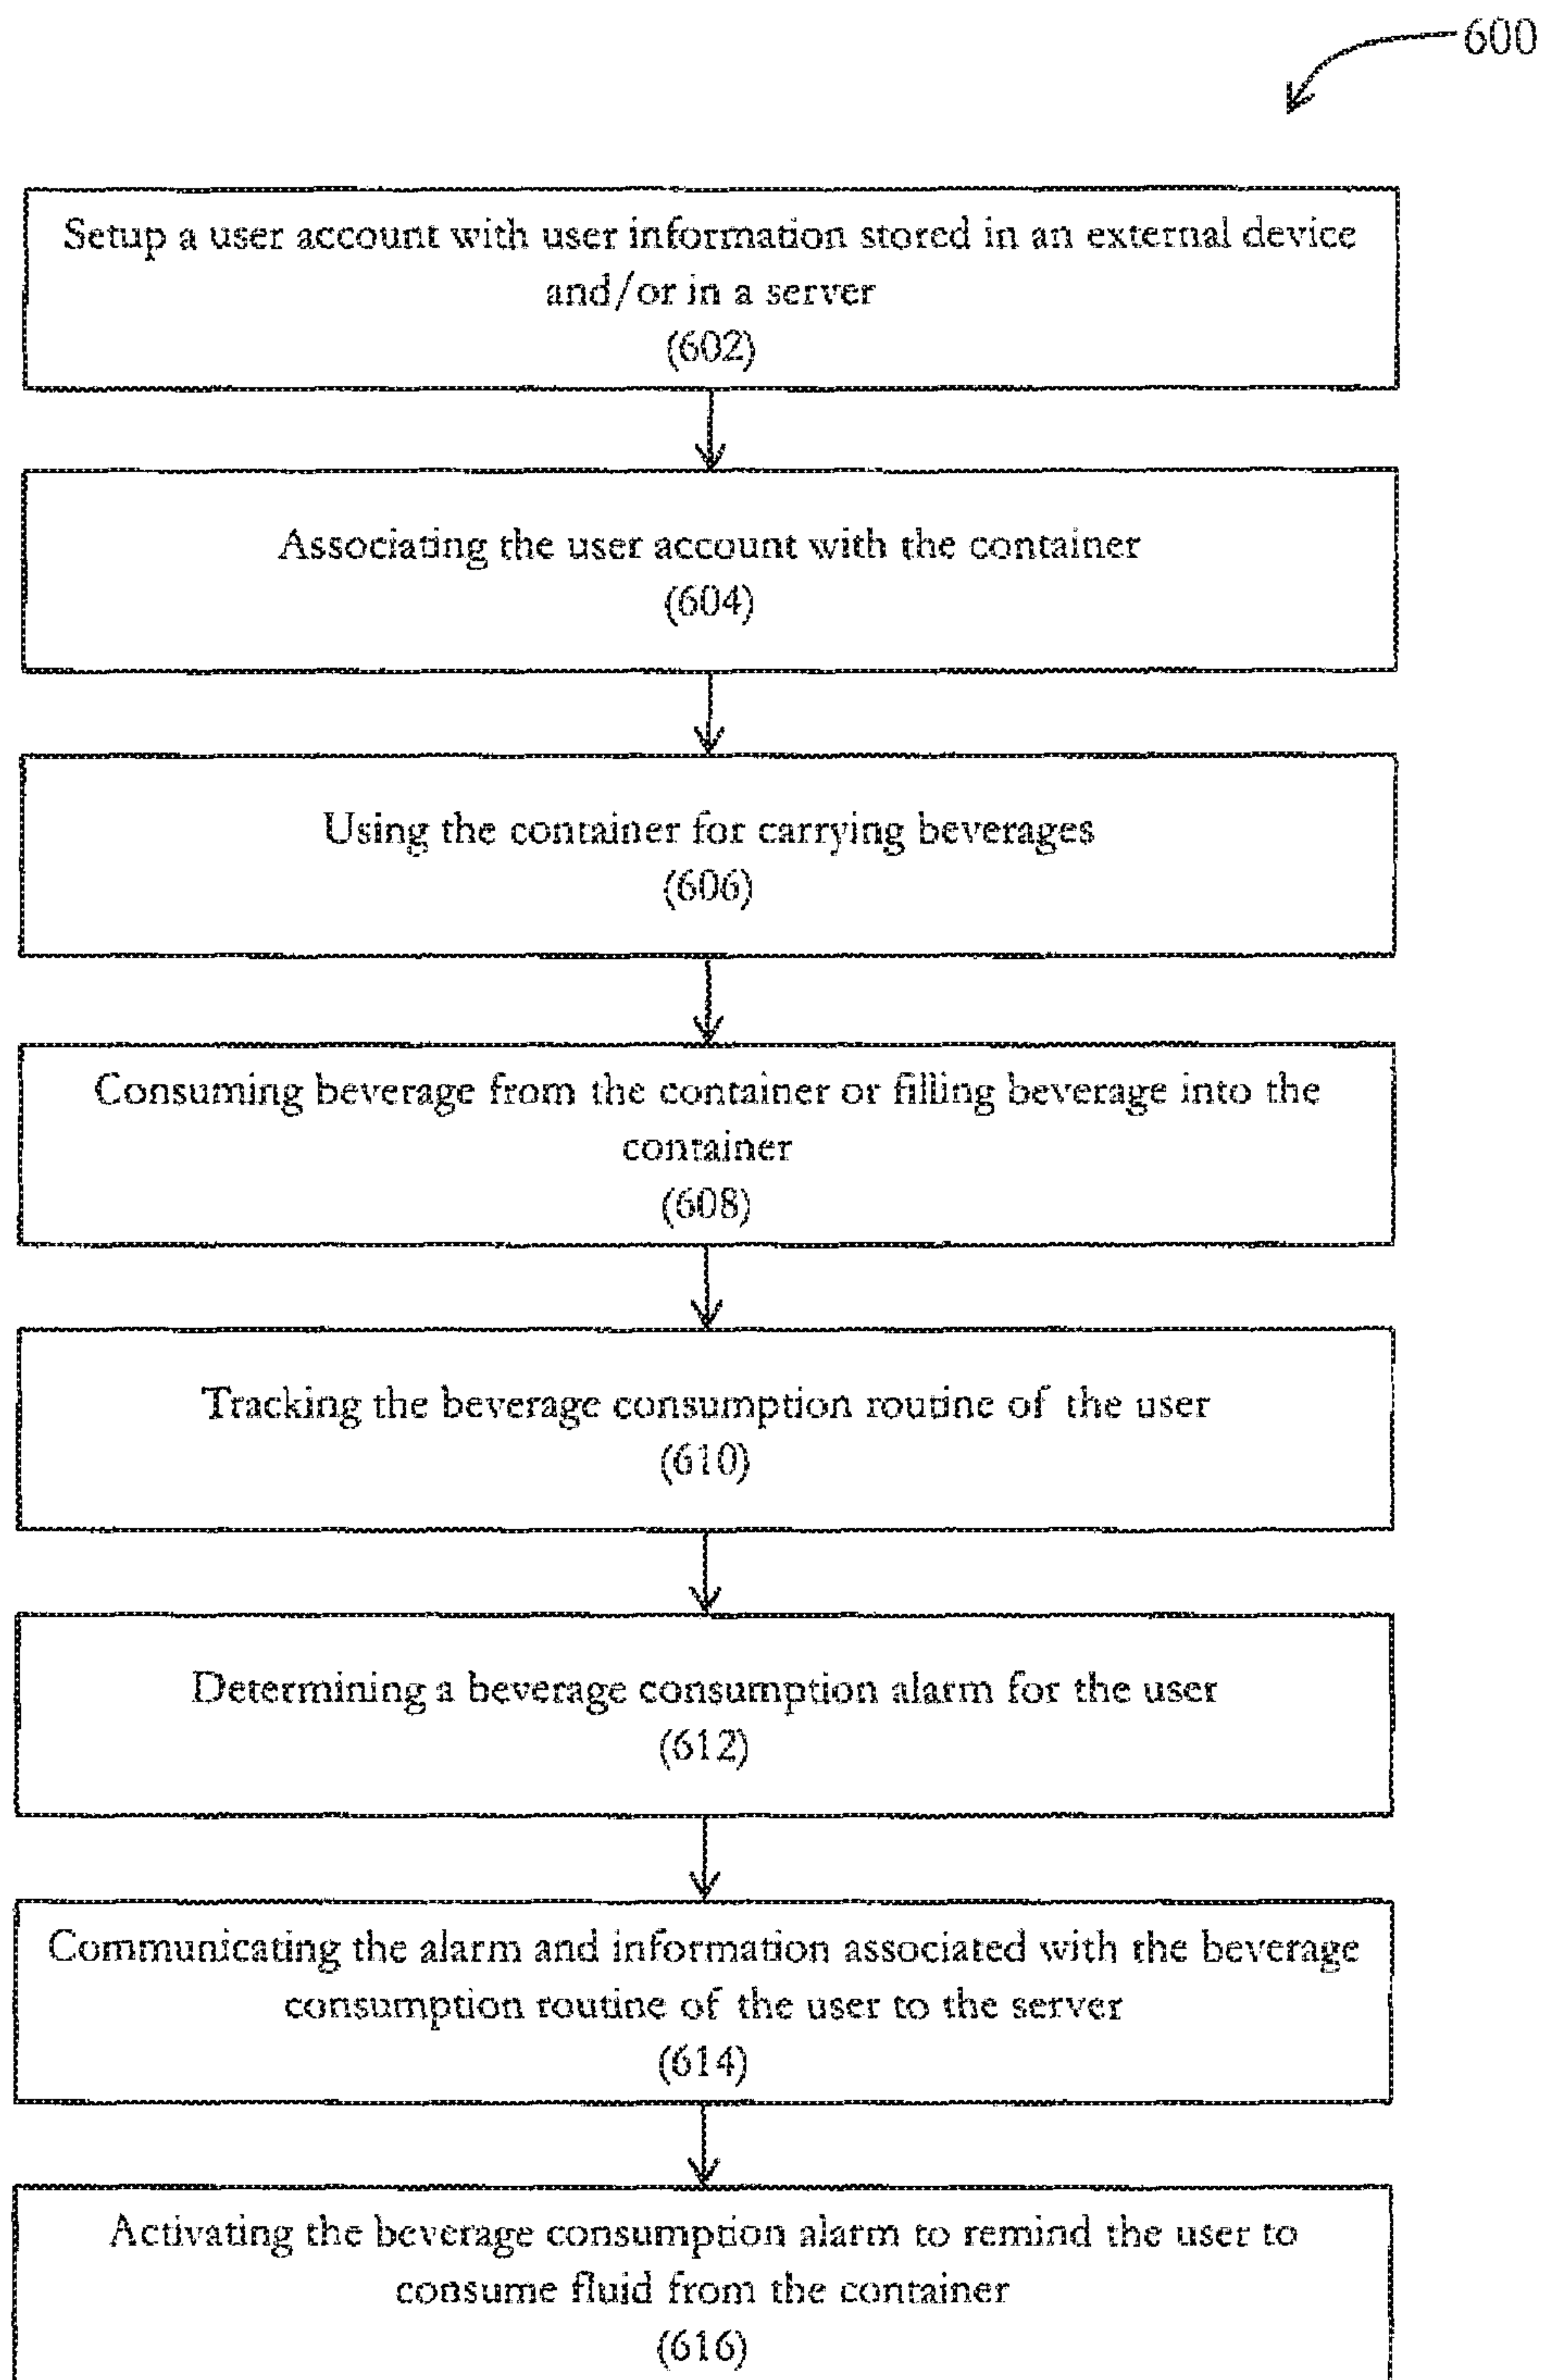 600
Setup a user account with user information stored in an external device
and/or in a server
(602)
Associating the user account with the container
(604)
Using the container for carrying beverages
(606)
Consuming beverage from the container or filling beverage into the
container
(608)
Tracking the beverage consumption routine of the user
(610)
Determining a beverage consumption alarm for the user
(612)
Communicating the alarm and information associated with the beverage
consumption routine of the user to the server
(614)
Activating the beverage consumption alarm to remind the user to
consume fluid from the container
(616)